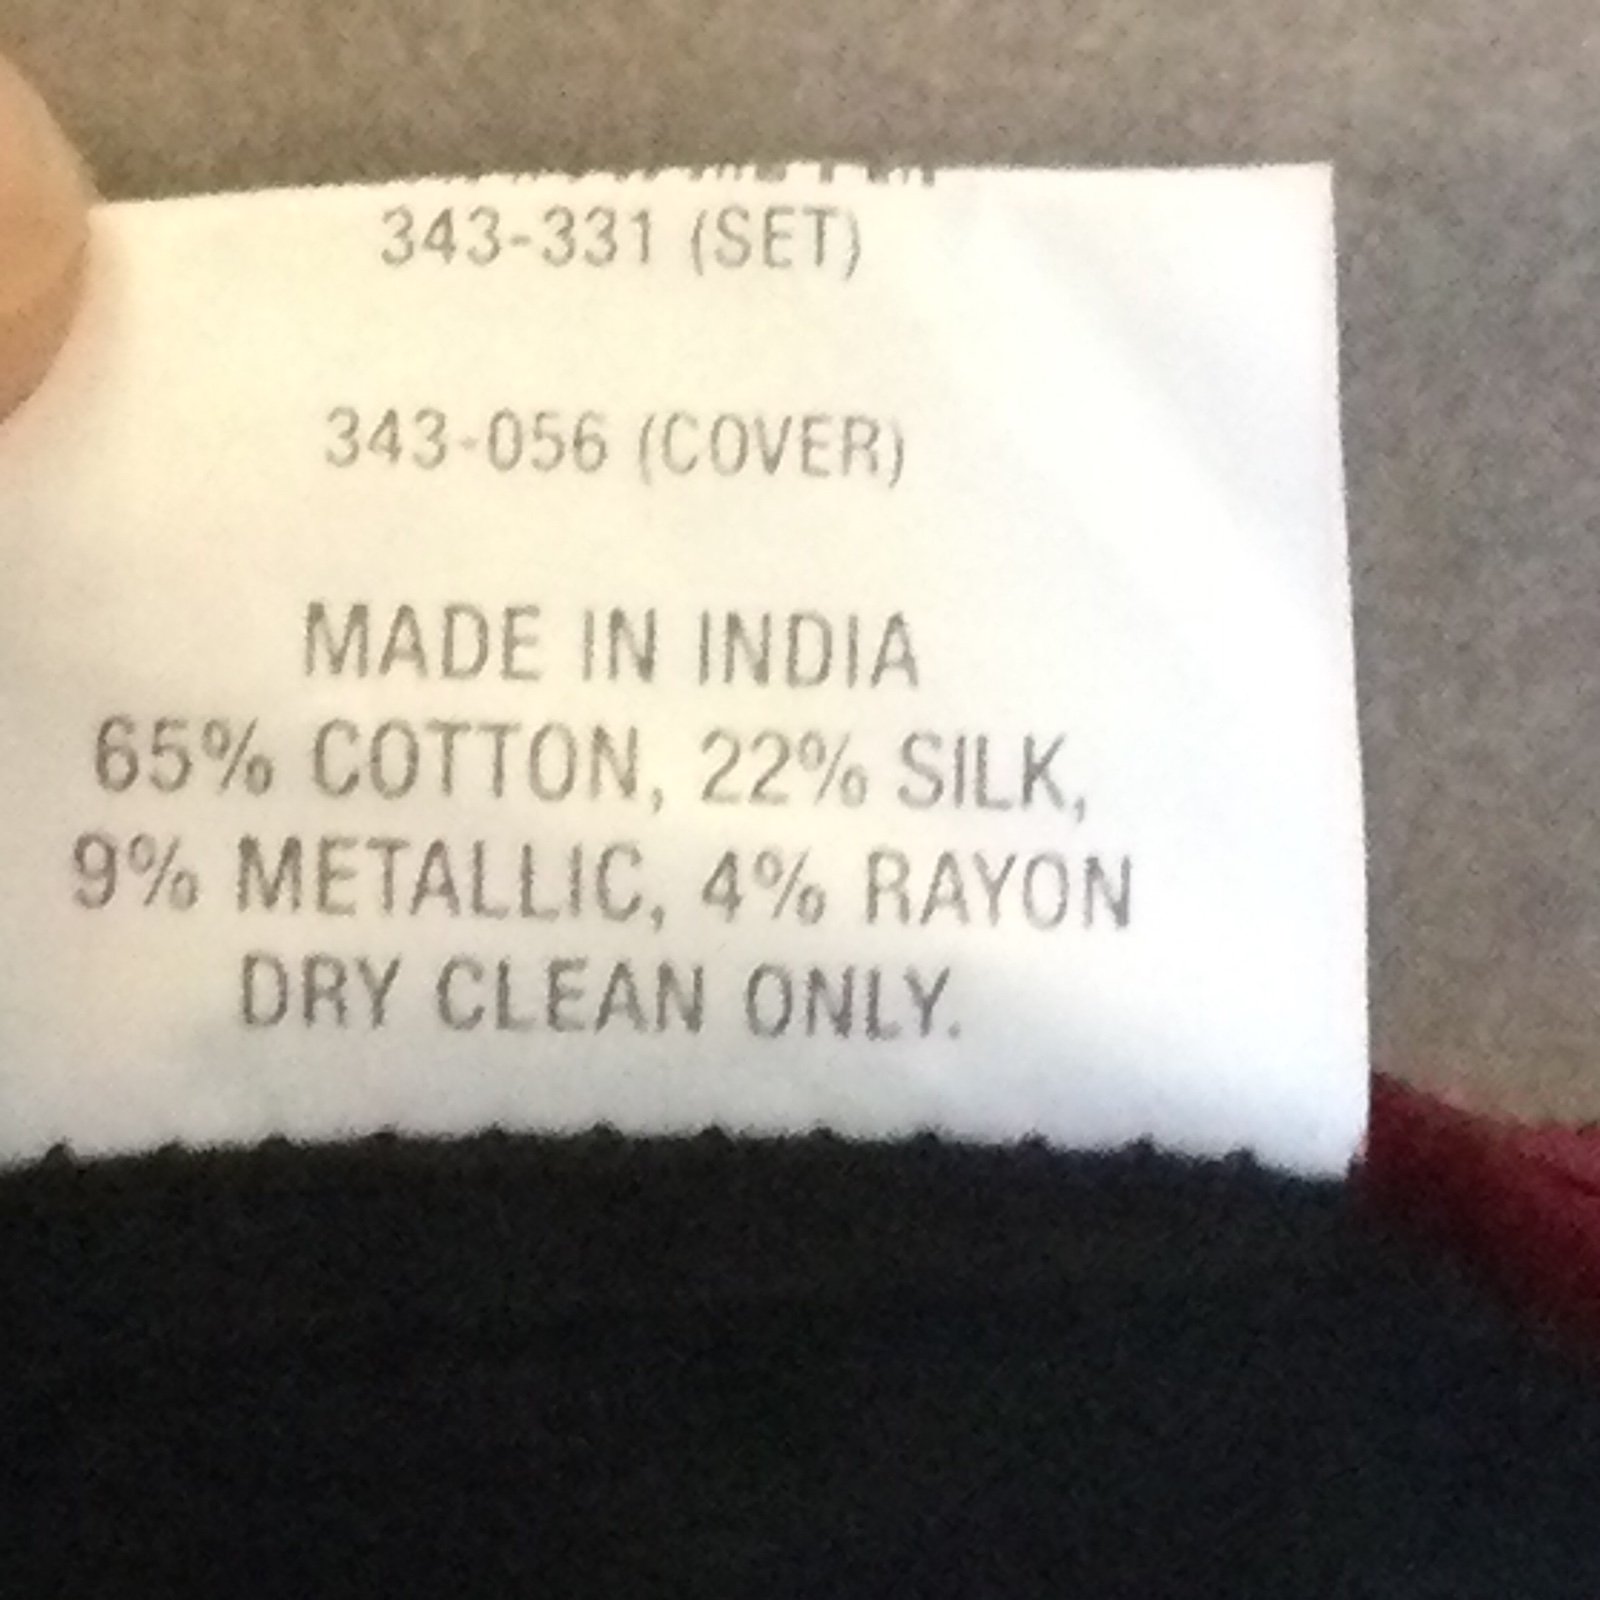 343-331 (SET)
343-056 (COVER)
MADE IN INDIA
65% COTTON, 22% SILK,
9% METALLIC, 4% RAYON
DRY CLEAN ONLY.